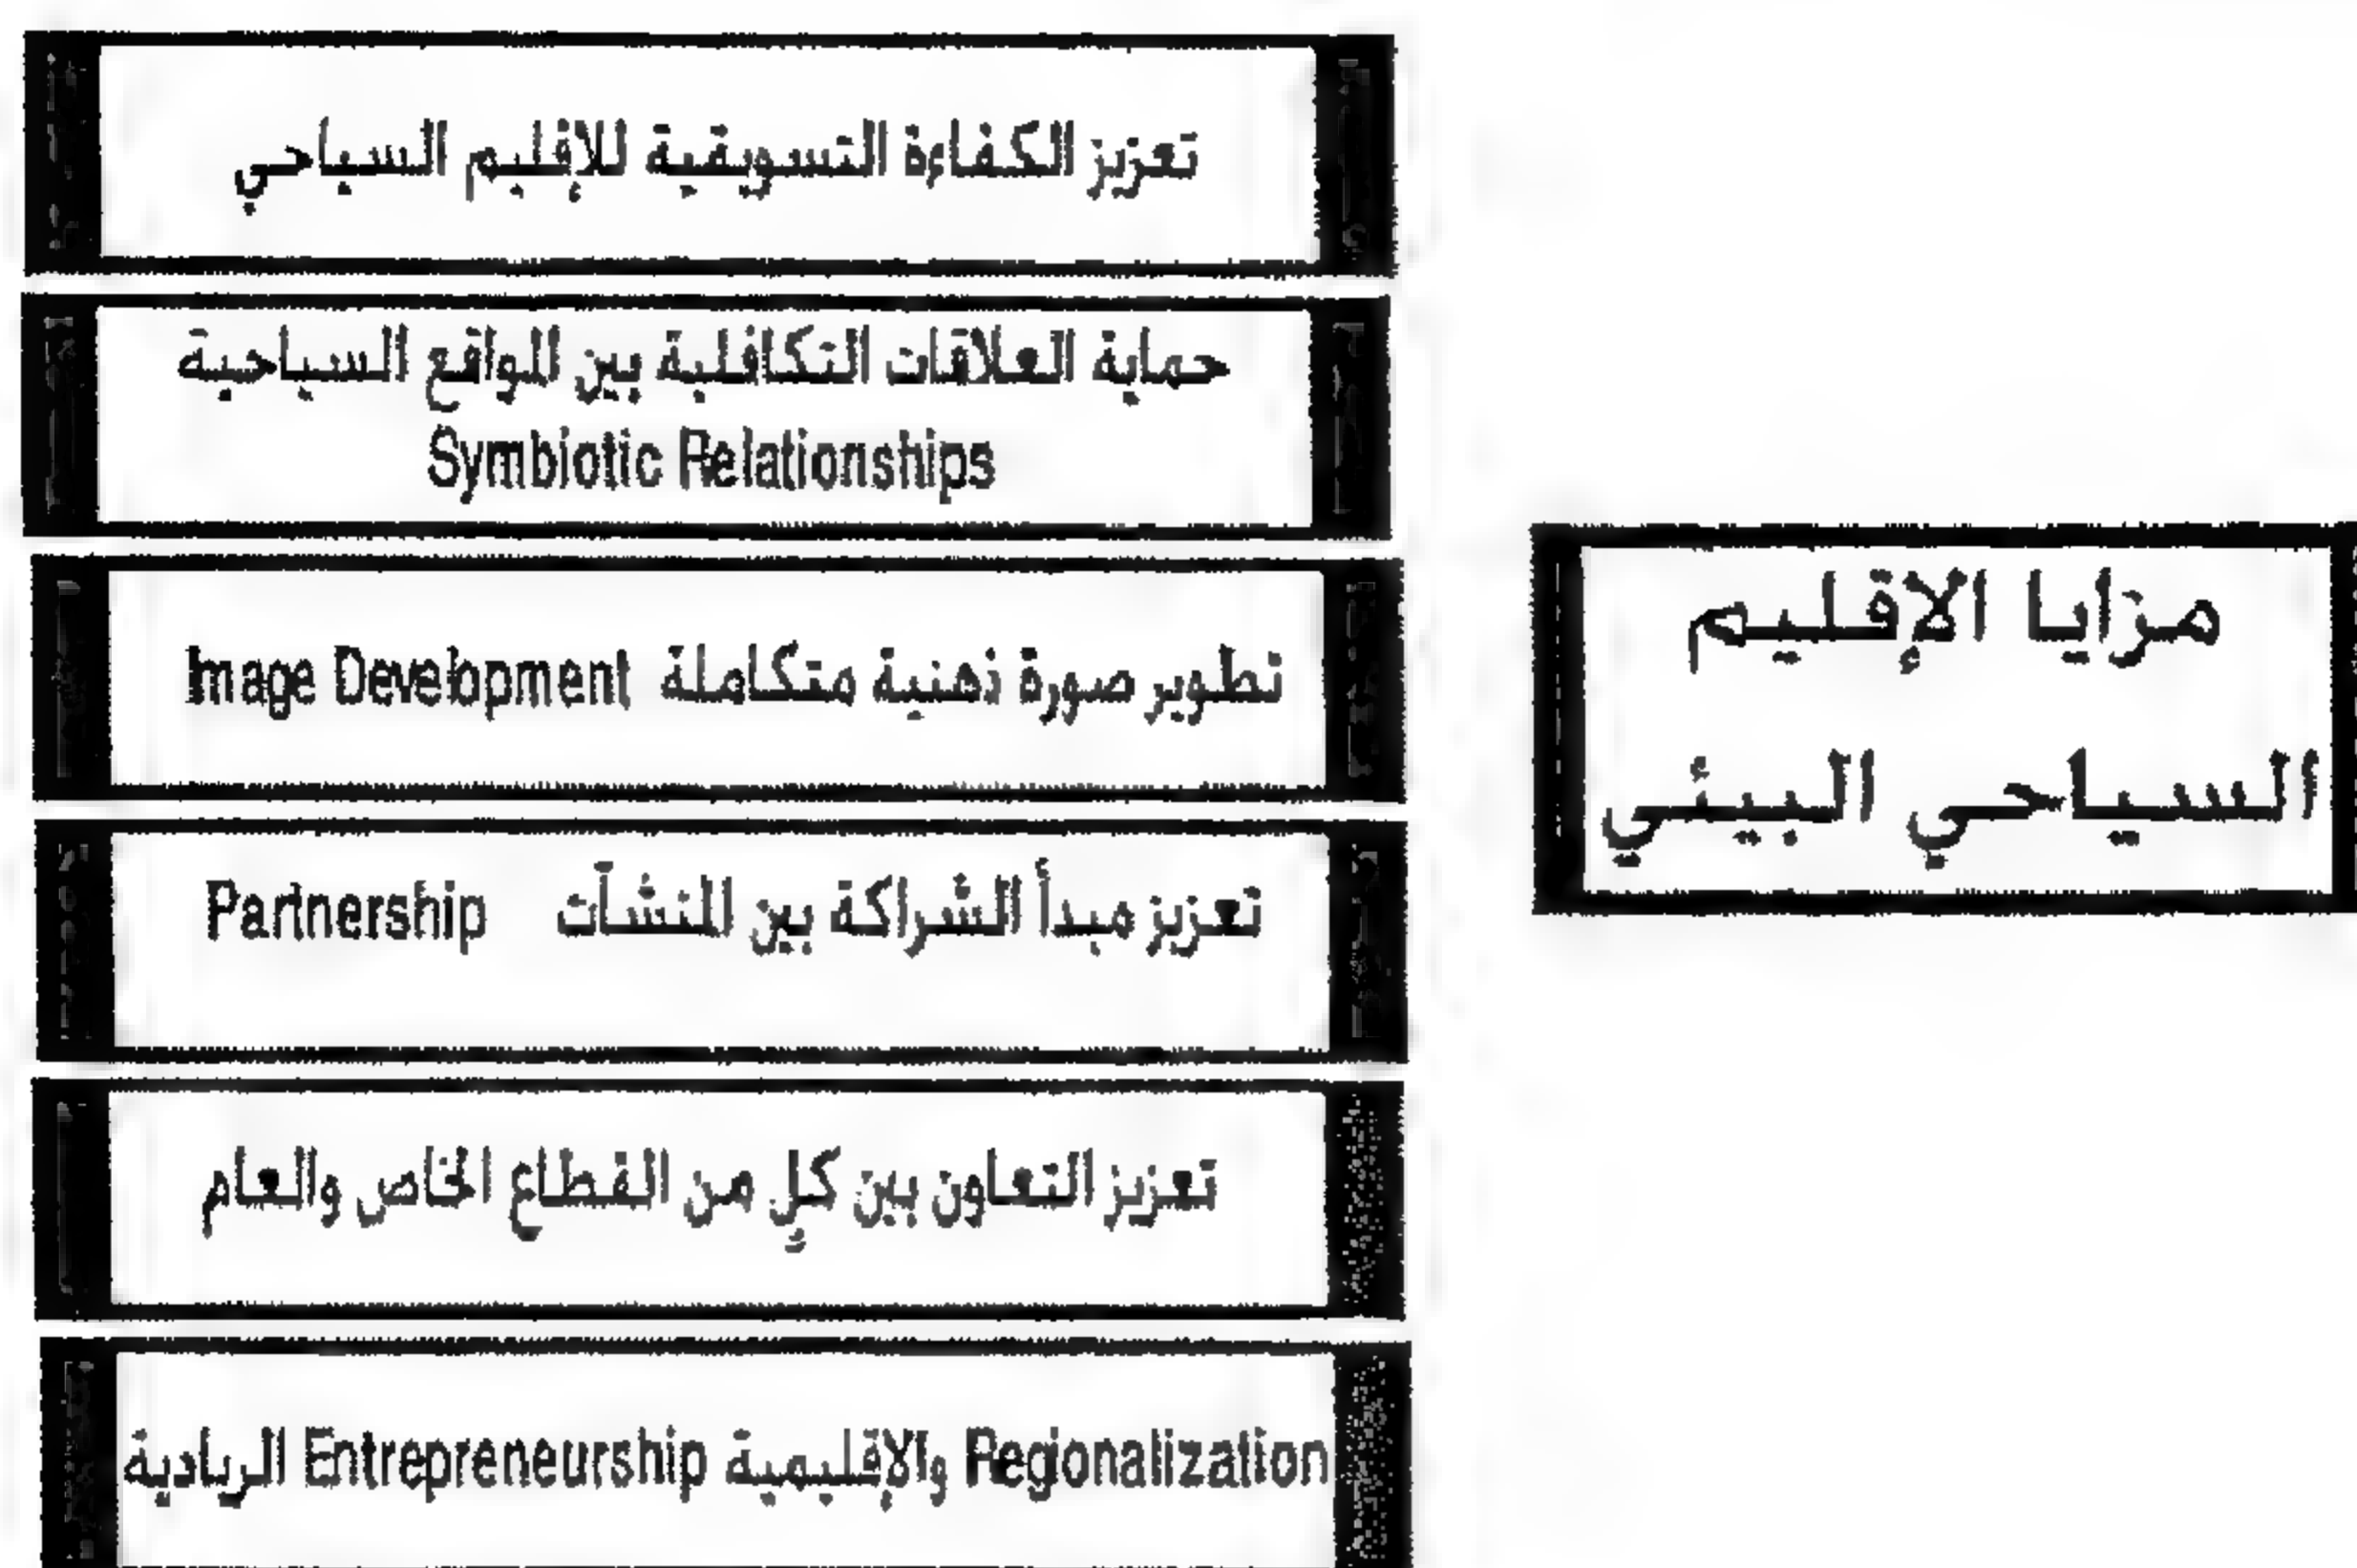 مزايا الإقليم
السياحي البيئي
تعزيز الكفاءة التسويقية للإقليم السياحي
حماية العلاقات التكافلية بين المواقع السياحية
Symbiotic Relationships
تطوير صورة ذهنية متكاملة Image Development
تعزيز مبدأ الشراكة بين المنشآت Partnership
تعزيز التعاون بين كلٍ من القطاع الخاص والعام
الريادية Entrepreneurship والإقليمية Regionalization